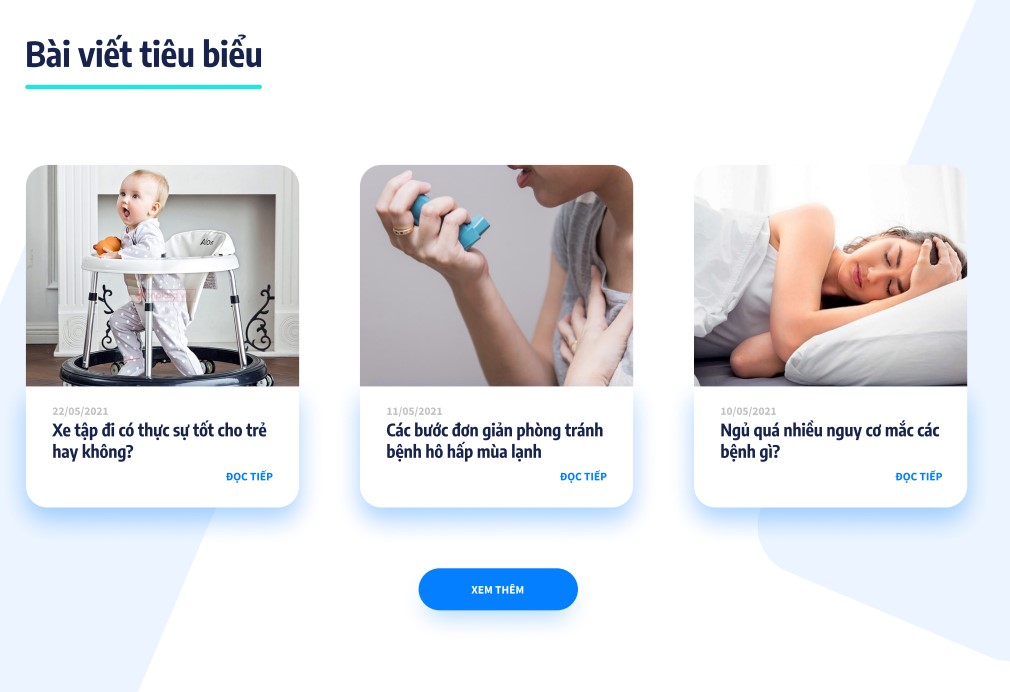 Bài viết tiêu biểu
22/05/2021
Xe tập đi có thực sự tốt cho trẻ
hay không?
ĐỌC TIẾP
11/05/2021
Các bước đơn giản phòng tránh
bệnh hô hấp mùa lạnh
ĐỌC TIẾP
10/05/2021
Ngủ quá nhiều nguy cơ mắc các
bệnh gì?
ĐỌC TIẾP
XEM THÊM